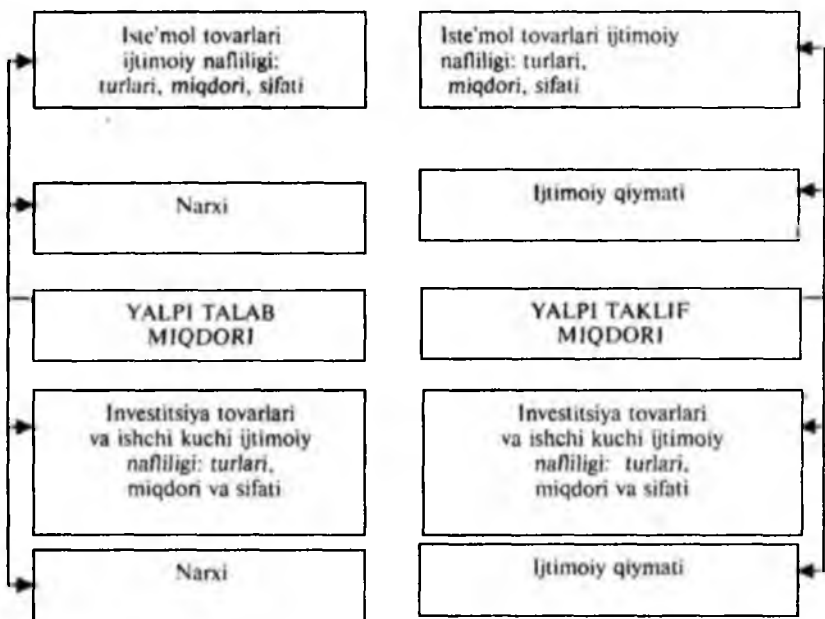 Iste'mol tovarlari
ijtimoiy nafliligi:
turlari, miqdori, sifati
Iste'mol tovarlari ijtimoiy
nafliligi: turlari,
miqdori, sifati
Narxi
Ijtimoiy qiymati
YALPI TALAB
MIQDORI
YALPI TAKLIF
MIQDORI
Investitsiya tovarlari
va ishchi kuchi ijtimoiy
nafliligi: turlari,
miqdori va sifati
Investitsiya tovarlari
va ishchi kuchi ijtimoiy
nafliligi: turlari,
miqdori va sifati
Narxi
Ijtimoiy qiymati